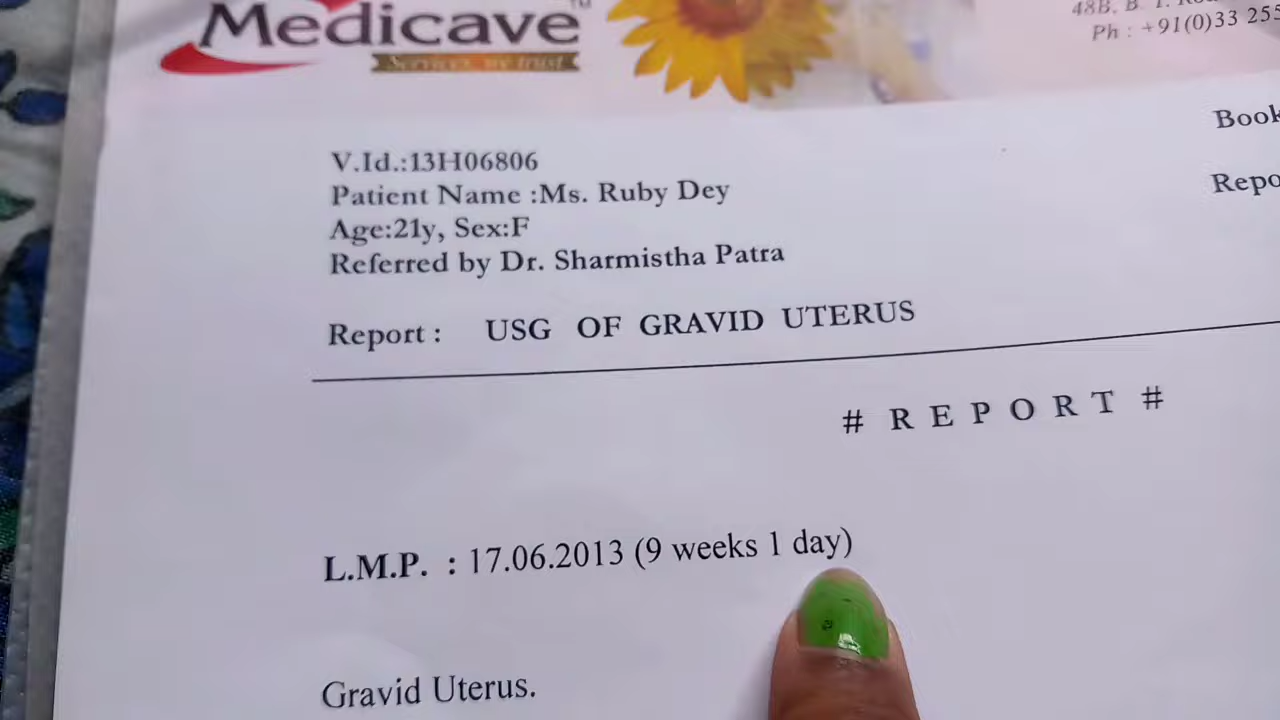 Medicave™
Services, we trust
48B, B. T.
Ph : +91(0)33 255
Book
V.Id.:13H06806
Repo
Patient Name :Ms. Ruby Dey
Age:21y, Sex:F
Referred by Dr. Sharmistha Patra
Report : USG OF GRAVID UTERUS
# R E P O R T #
L.M.P. : 17.06.2013 (9 weeks 1 day)
Gravid Uterus.